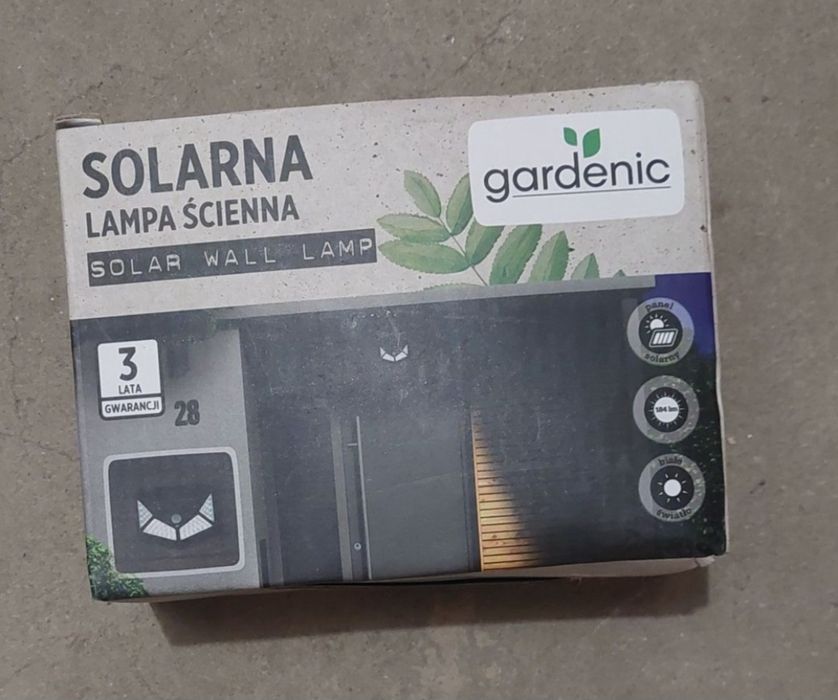 SOLARNA
LAMPA ŚCIENNA
SOLAR WALL LAMP
gardenic
3
LATA
GWARANCJI
28
panel
solarny
184 lm
białe
światło